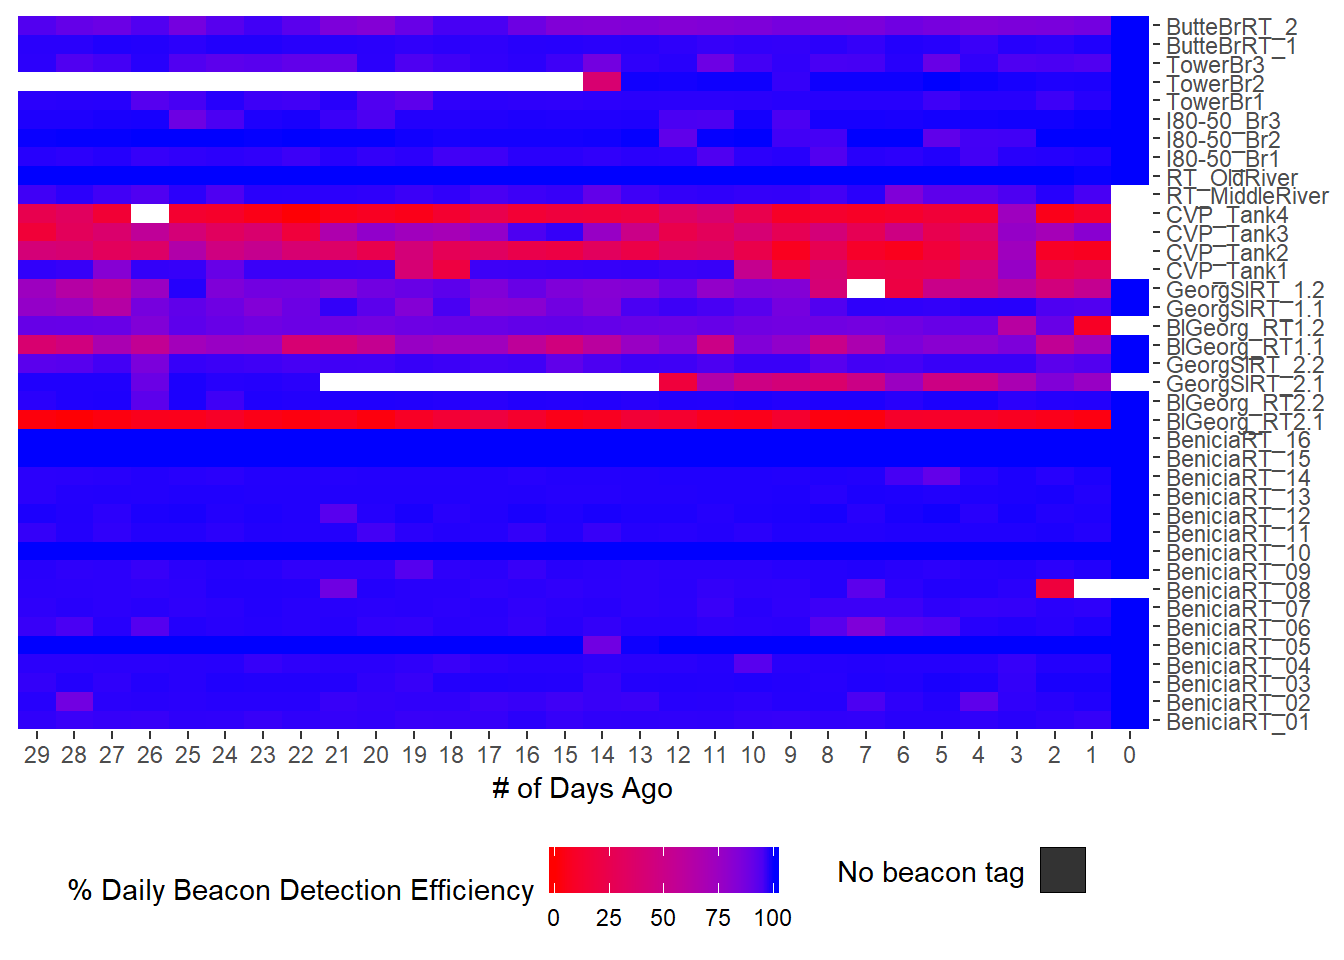 ButteBrRT_2
ButteBrRT_1
TowerBr3
TowerBr2
TowerBr1
I80-50_Br3
I80-50_Br2
I80-50_Br1
RT_OldRiver
RT_MiddleRiver
CVP_Tank4
CVP_Tank3
CVP_Tank2
CVP_Tank1
GeorgSlRT_1.2
GeorgSlRT_1.1
BlGeorg_RT1.2
BlGeorg_RT1.1
GeorgSlRT_2.2
GeorgSlRT_2.1
BlGeorg_RT2.2
BlGeorg_RT2.1
BeniciaRT_16
BeniciaRT_15
BeniciaRT_14
BeniciaRT_13
BeniciaRT_12
BeniciaRT_11
BeniciaRT_10
BeniciaRT_09
BeniciaRT_08
BeniciaRT_07
BeniciaRT_06
BeniciaRT_05
BeniciaRT_04
BeniciaRT_03
BeniciaRT_02
BeniciaRT_01
29 28 27 26 25 24 23 22 21 20 19 18 17 16 15 14 13 12 11 10 9 8 7 6 5 4 3 2 1 0
# of Days Ago
% Daily Beacon Detection Efficiency
0 25 50 75 100
No beacon tag